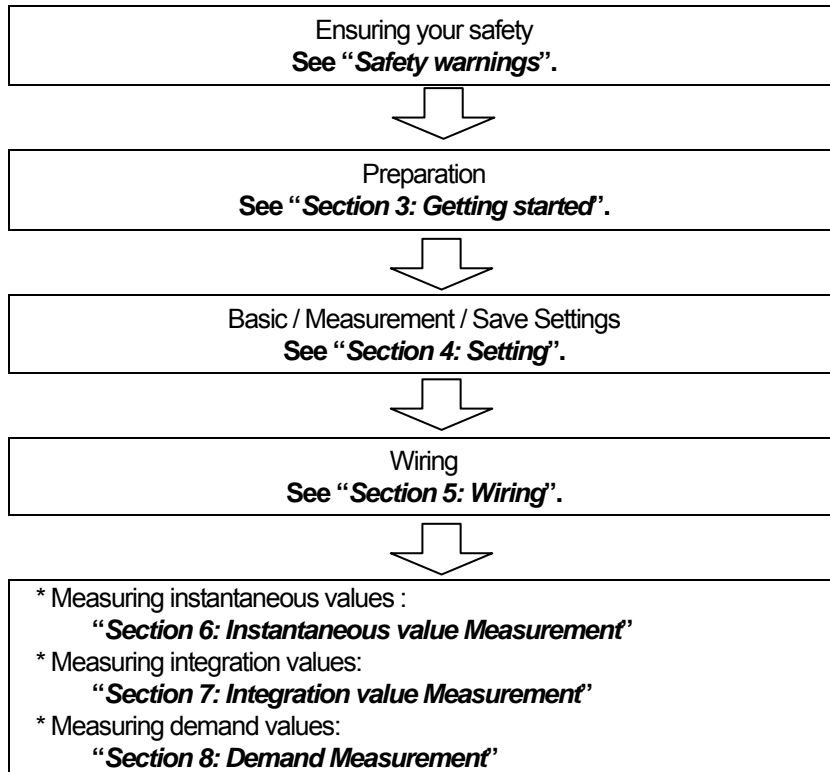 Ensuring your safety
See “Safety warnings”.
Preparation
See “Section 3: Getting started”.
Basic / Measurement / Save Settings
See “Section 4: Setting”.
Wiring
See “Section 5: Wiring”.
* Measuring instantaneous values :
“Section 6: Instantaneous value Measurement”
* Measuring integration values:
“Section 7: Integration value Measurement”
* Measuring demand values:
“Section 8: Demand Measurement”